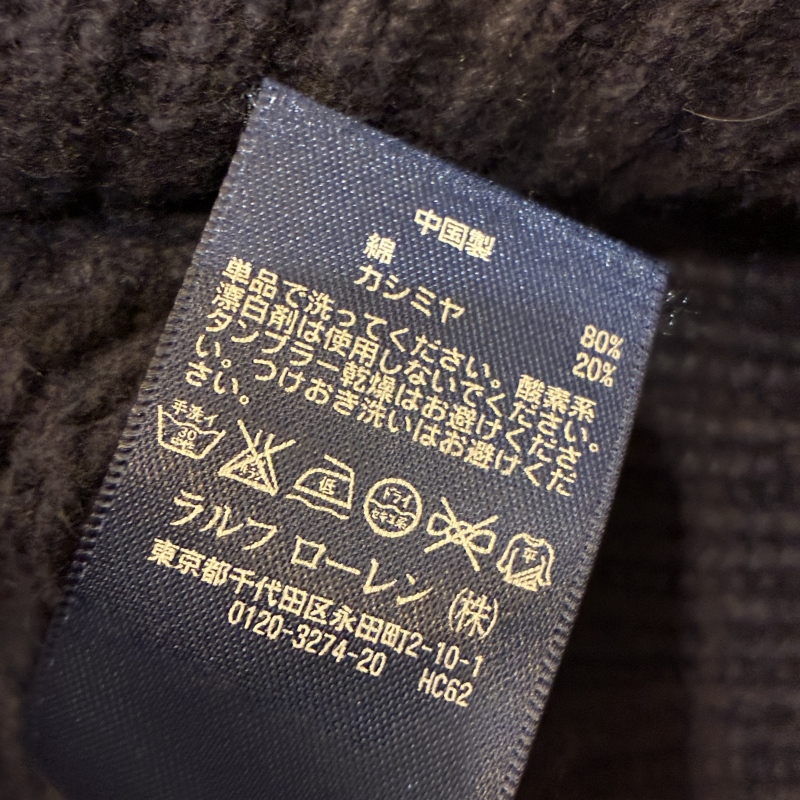 中国製
綿 80%
カシミヤ 20%
単品で洗ってください。酸素系
漂白剤は使用しないでください。
タンブラー乾燥はお避けくださ
い。つけおき洗いはお避けくだ
さい。
手洗イ
30
低
ドライ
セキユ系
平
ラルフ ローレン (株)
東京都千代田区永田町2-10-1
0120-3274-20 HC62